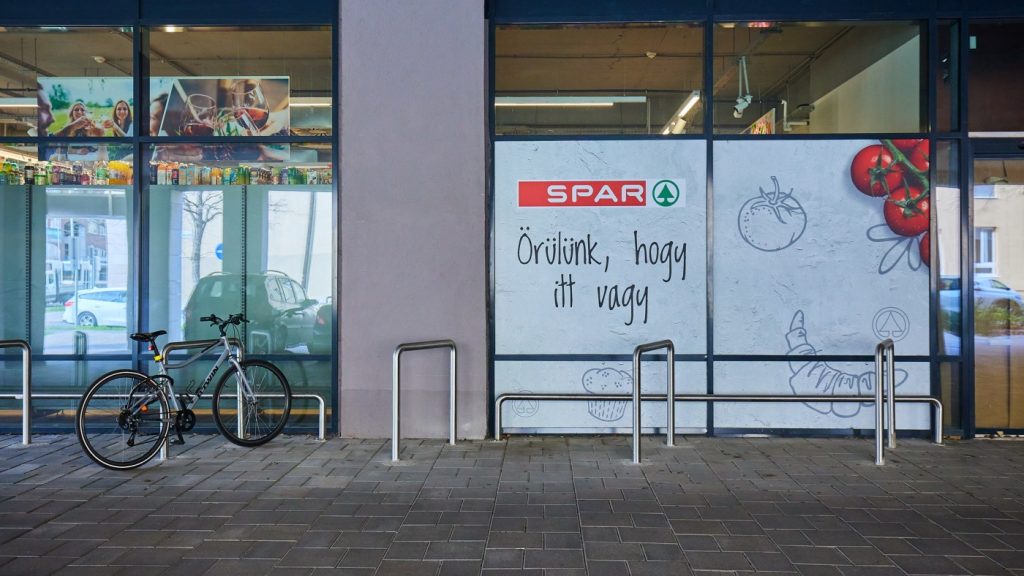 SPAR
Örülünk, hogy
itt vagy